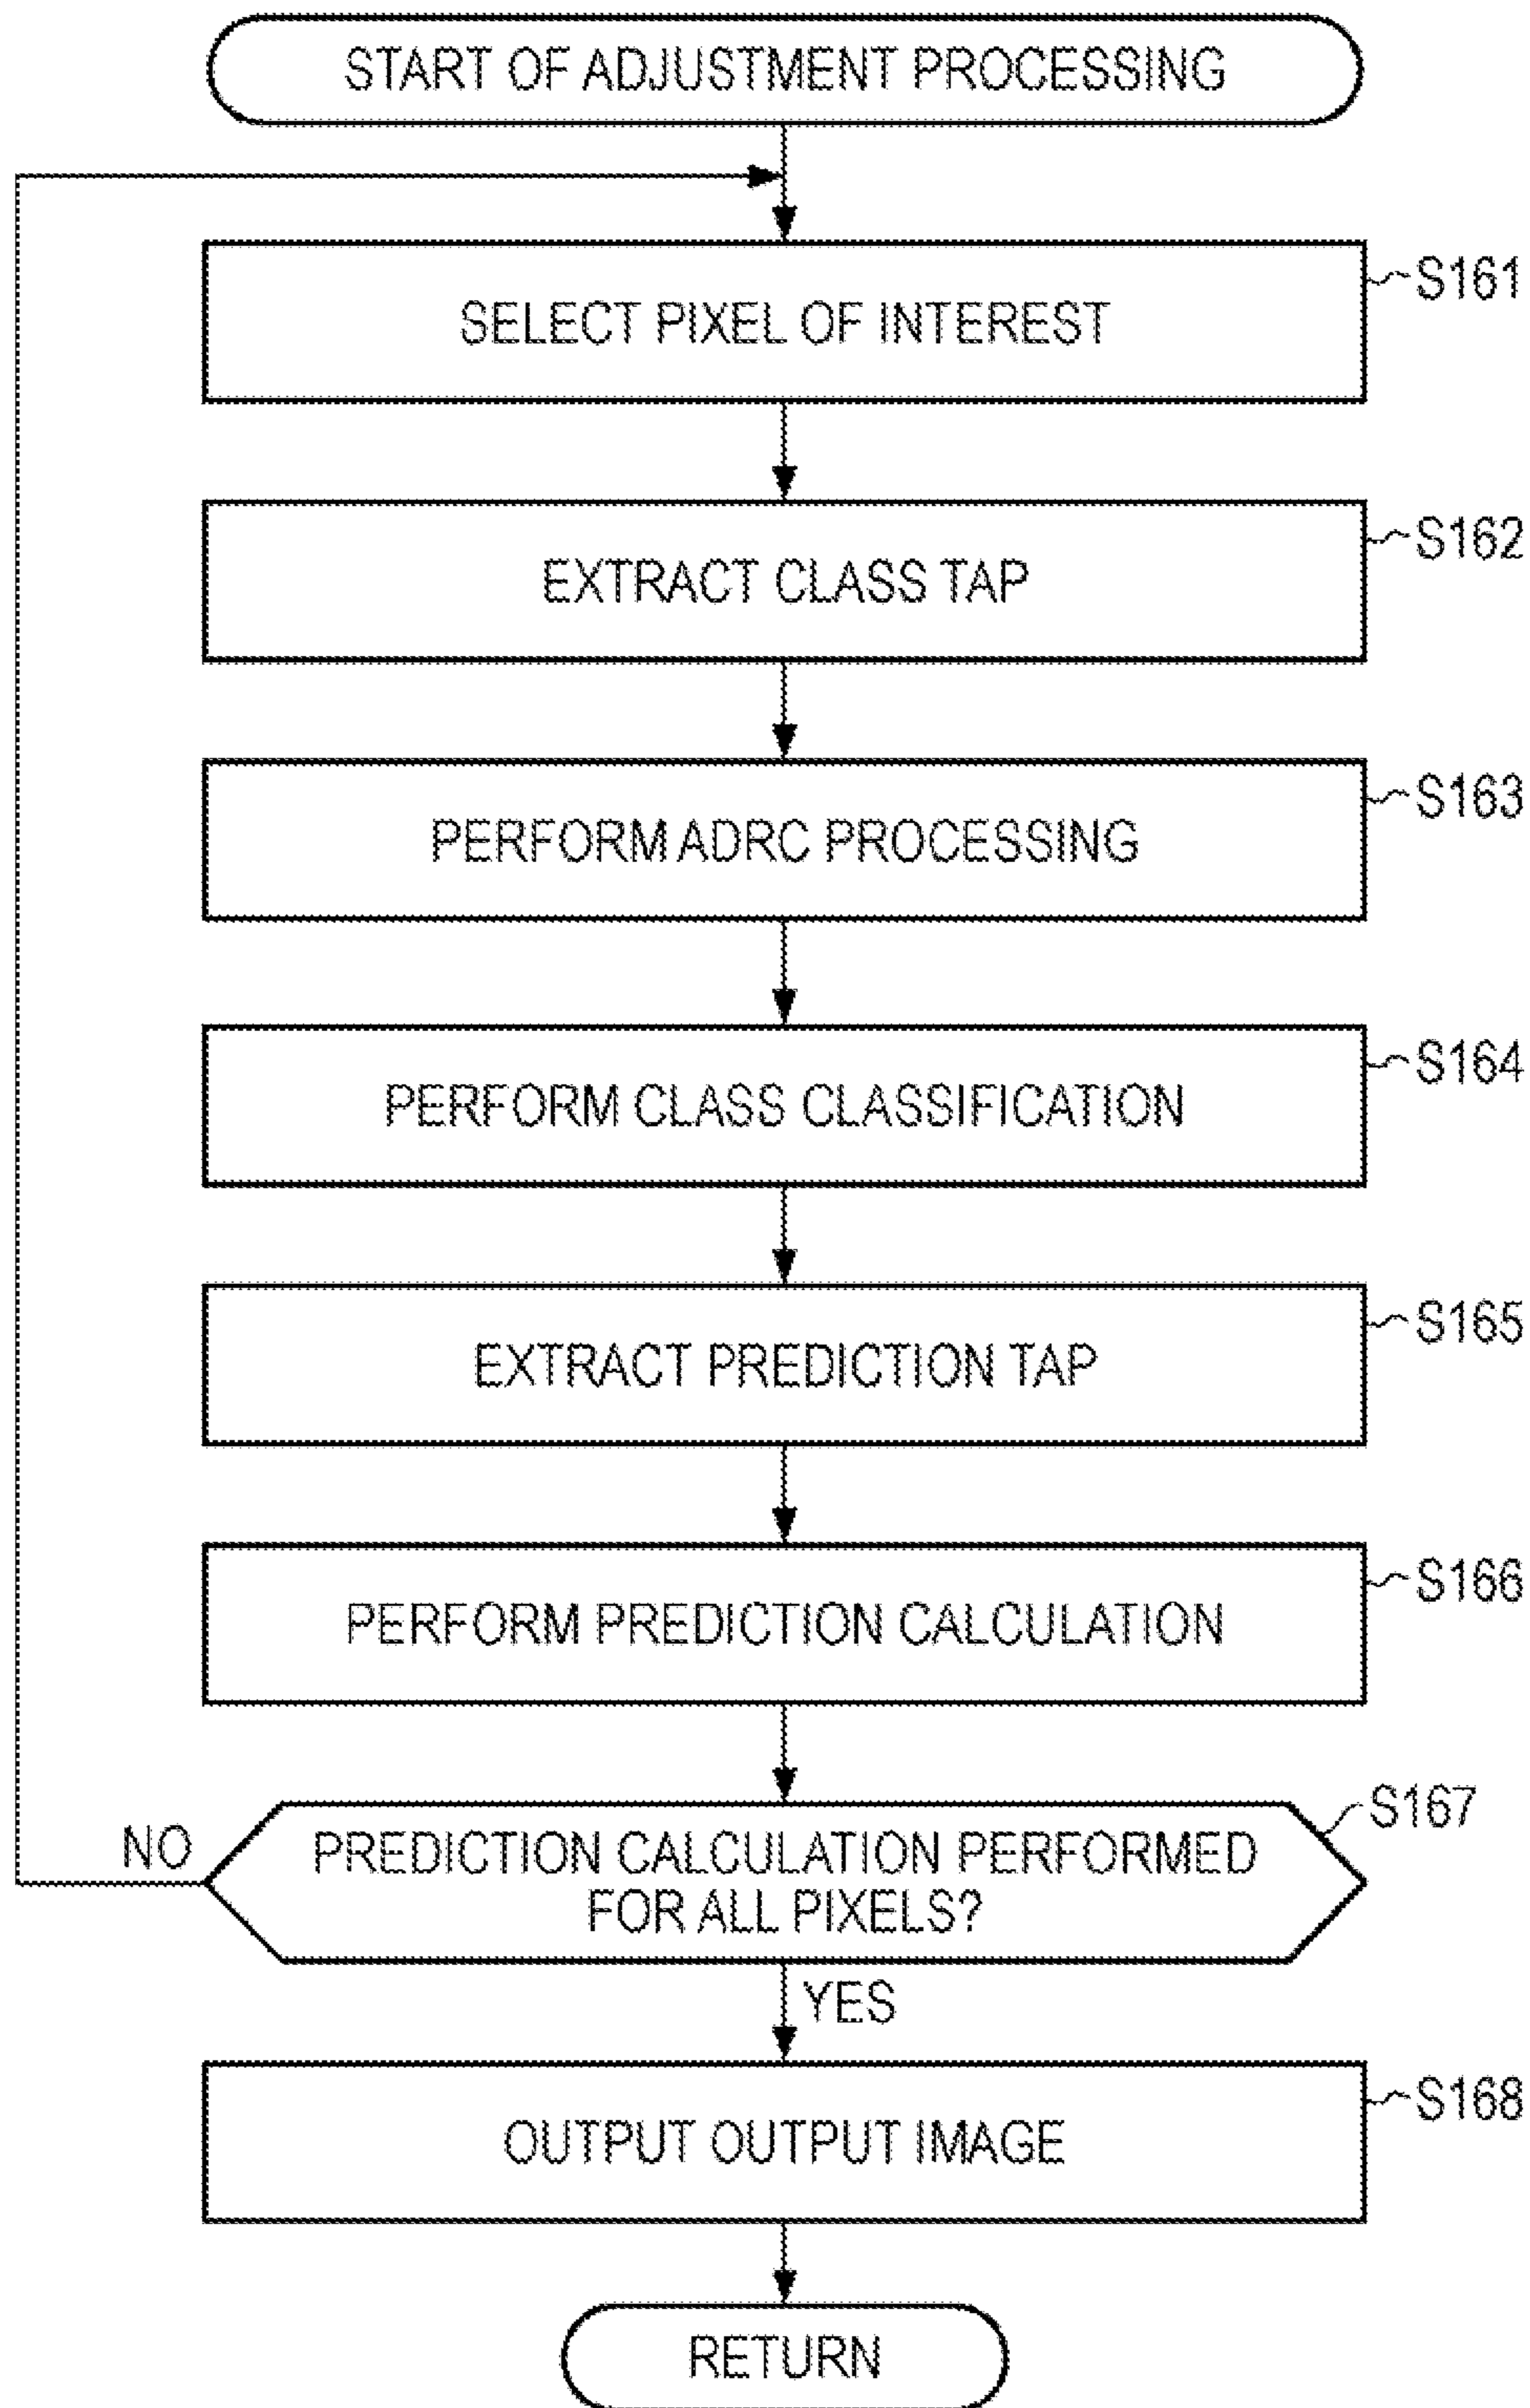 START OF ADJUSTMENT PROCESSING
S161
SELECT PIXEL OF INTEREST
S162
EXTRACT CLASS TAP
S163
PERFORM ADRC PROCESSING
S164
PERFORM CLASS CLASSIFICATION
S165
EXTRACT PREDICTION TAP
S166
PERFORM PREDICTION CALCULATION
S167
NO
PREDICTION CALCULATION PERFORMED
FOR ALL PIXELS?
YES
S168
OUTPUT OUTPUT IMAGE
RETURN